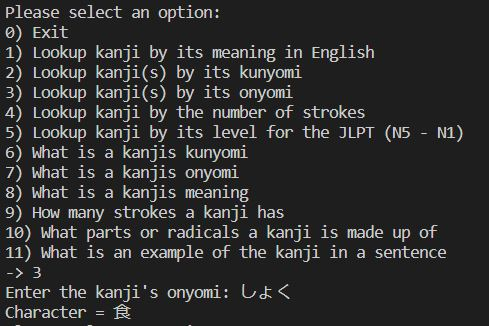 Please select an option:
0) Exit
1) Lookup kanji by its meaning in English
2) Lookup kanji(s) by its kunyomi
3) Lookup kanji(s) by its onyomi
4) Lookup kanji by the number of strokes
5) Lookup kanji by its level for the JLPT (N5 - N1)
6) What is a kanjis kunyomi
7) What is a kanjis onyomi
8) What is a kanjis meaning
9) How many strokes a kanji has
10) What parts or radicals a kanji is made up of
11) What is an example of the kanji in a sentence
-> 3
Enter the kanji's onyomi: しょく
Character = 食